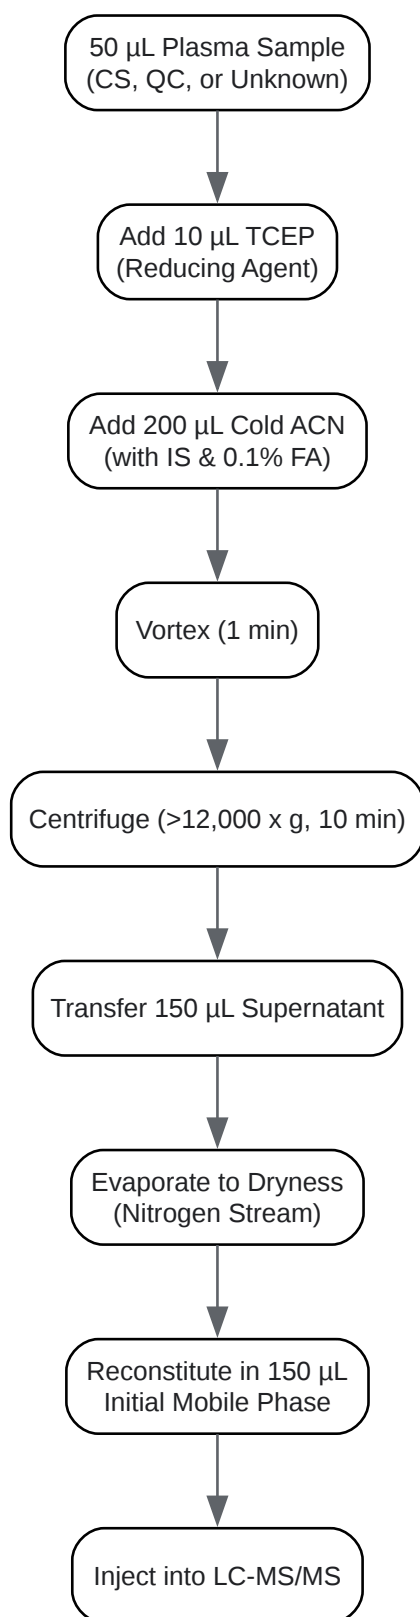 50 µL Plasma Sample
(CS, QC, or Unknown)
Add 10 µL TCEP
(Reducing Agent)
Add 200 µL Cold ACN
(with IS & 0.1% FA)
Vortex (1 min)
Centrifuge (>12,000 x g, 10 min)
Transfer 150 µL Supernatant
Evaporate to Dryness
(Nitrogen Stream)
Reconstitute in 150 µL
Initial Mobile Phase
Inject into LC-MS/MS